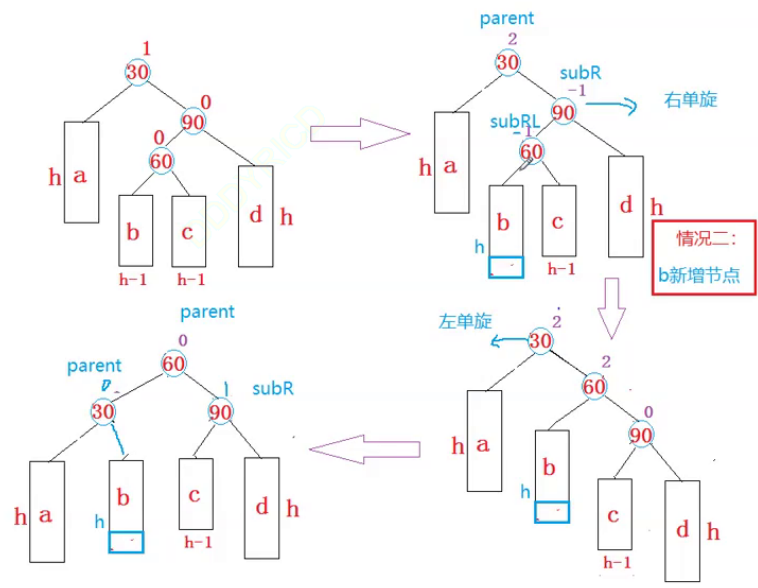 1
30
0
90
0
60
h a
b
c
d h
h-1
h-1
parent
2
30
subR
-1
90
右单旋
subRL
-1
60
h a
b
c
d h
h
h-1
情况二：
b新增节点
左单旋
2
30
2
60
0
90
h a
b
h
c
d h
h-1
parent
0
60
parent
0
30
subR
1
90
h a
b
h
c
d h
h-1